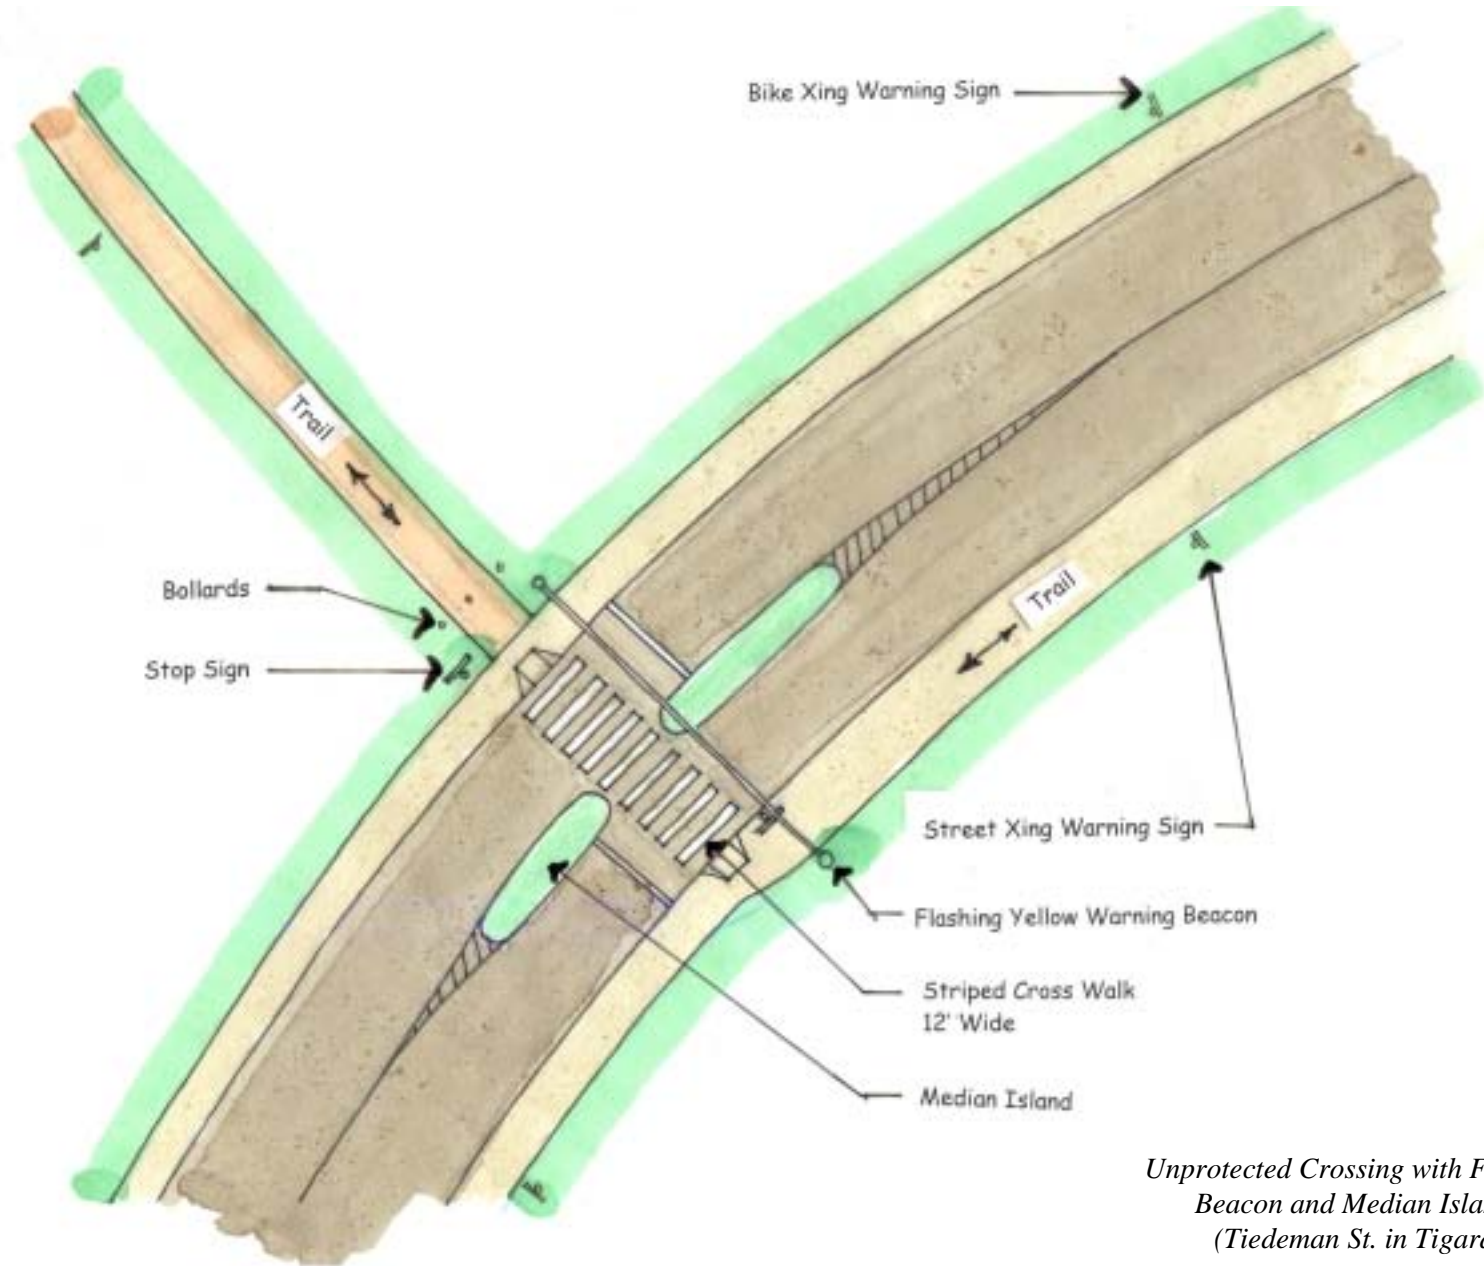 Bike Xing Warning Sign
Trail
Bollards
Stop Sign
Trail
Street Xing Warning Sign
Flashing Yellow Warning Beacon
Striped Cross Walk
12' Wide
Median Island
Unprotected Crossing with F
Beacon and Median Isla
(Tiedeman St. in Tigar